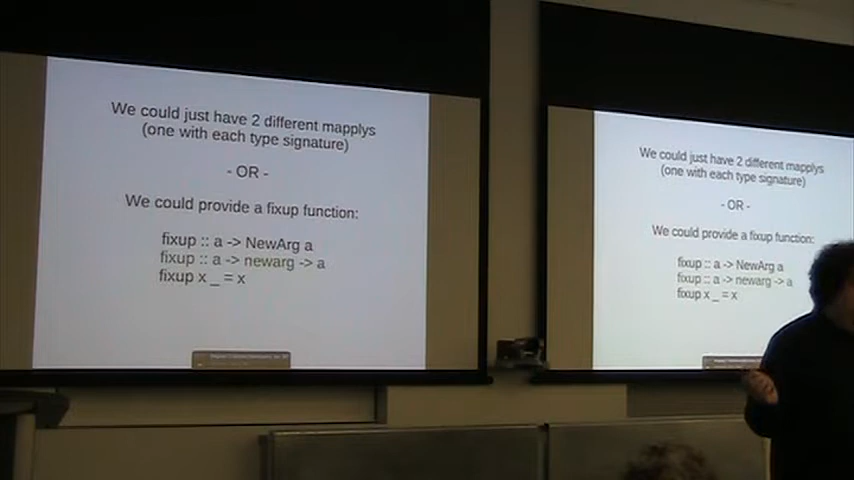 We could just have 2 different mapplys
(one with each type signature)
- OR -
We could provide a fixup function:
fixup :: a -> NewArg a
fixup :: a -> newarg -> a
fixup x _ = x
We could just have 2 different mapplys
(one with each type signature)
- OR -
We could provide a fixup function:
fixup :: a -> NewArg a
fixup :: a -> newarg -> a
fixup x _ = x